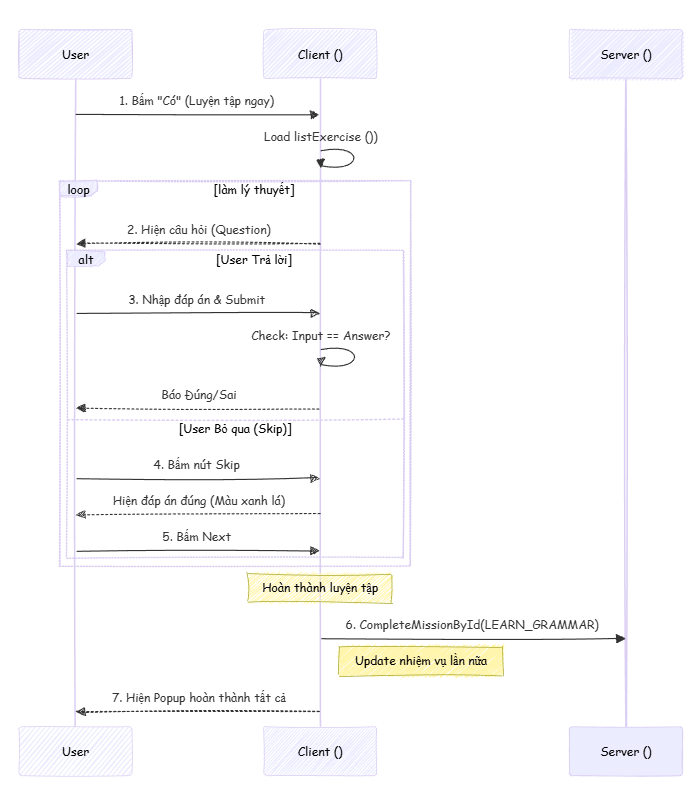 User
Client ()
Server ()
1. Bấm "Có" (Luyện tập ngay)
Load listExercise ())
loop
[làm lý thuyết]
2. Hiện câu hỏi (Question)
alt
[User Trả lời]
3. Nhập đáp án & Submit
Check: Input == Answer?
Báo Đúng/Sai
[User Bỏ qua (Skip)]
4. Bấm nút Skip
Hiện đáp án đúng (Màu xanh lá)
5. Bấm Next
Hoàn thành luyện tập
6. CompleteMissionById(LEARN_GRAMMAR)
Update nhiệm vụ lần nữa
7. Hiện Popup hoàn thành tất cả
User
Client ()
Server ()